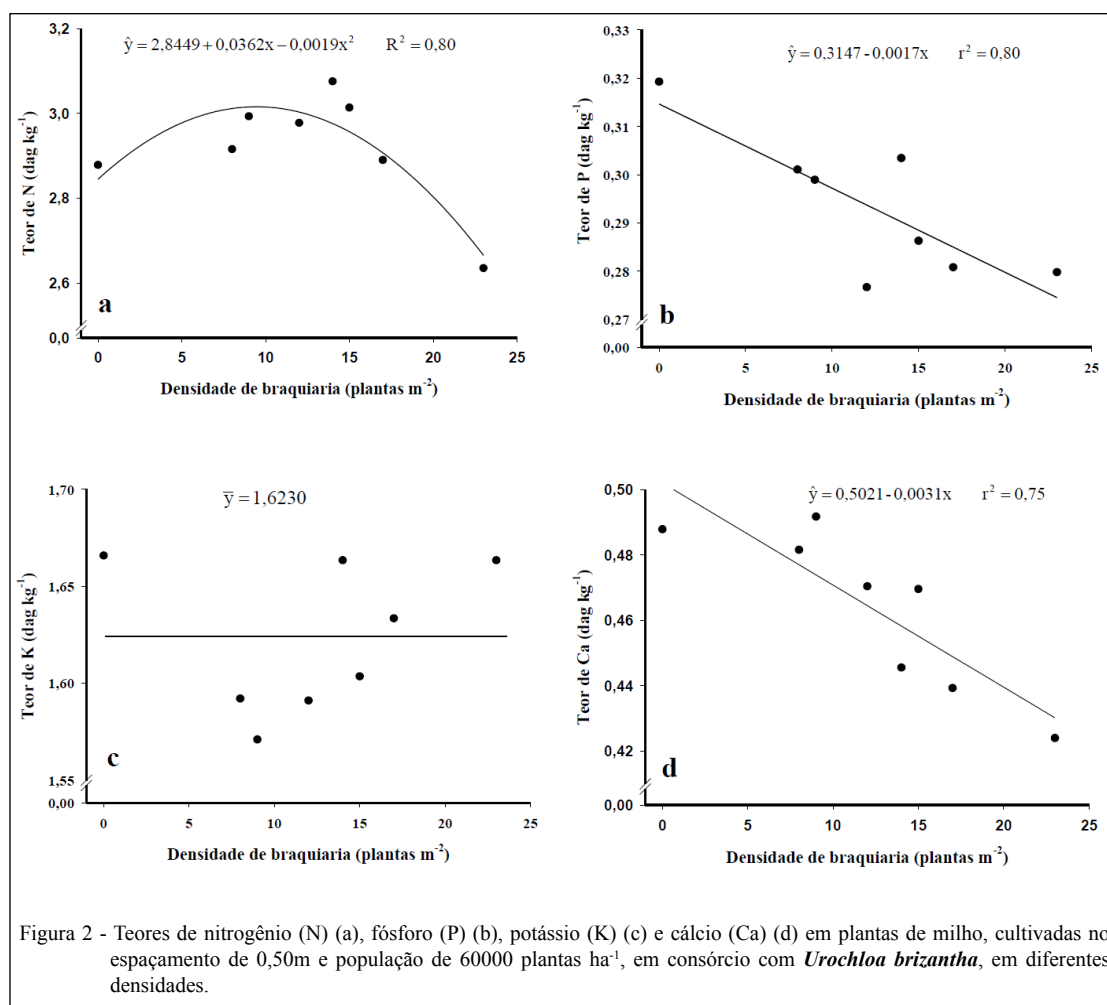 3,2
ŷ = 2,8449 + 0,0362x − 0,0019x² R² = 0,80
3,0
2,8
2,6
0,0
Teor de N (dag kg⁻¹)
a
0 5 10 15 20 25
Densidade de braquiaria (plantas m⁻²)
0,33
ŷ = 0,3147 - 0,0017x r² = 0,80
0,32
0,31
0,30
0,29
0,28
0,27
0,00
Teor de P (dag kg⁻¹)
b
0 5 10 15 20 25
Densidade de braquiaria (plantas m⁻²)
1,70
ȳ = 1,6230
1,65
1,60
1,55
0,00
Teor de K (dag kg⁻¹)
c
0 5 10 15 20 25
Densidade de braquiaria (plantas m⁻²)
0,50
ŷ = 0,5021 - 0,0031x r² = 0,75
0,48
0,46
0,44
0,42
0,00
Teor de Ca (dag kg⁻¹)
d
0 5 10 15 20 25
Densidade de braquiaria (plantas m⁻²)
Figura 2 - Teores de nitrogênio (N) (a), fósforo (P) (b), potássio (K) (c) e cálcio (Ca) (d) em plantas de milho, cultivadas no
espaçamento de 0,50m e população de 60000 plantas ha⁻¹, em consórcio com Urochloa brizantha, em diferentes
densidades.